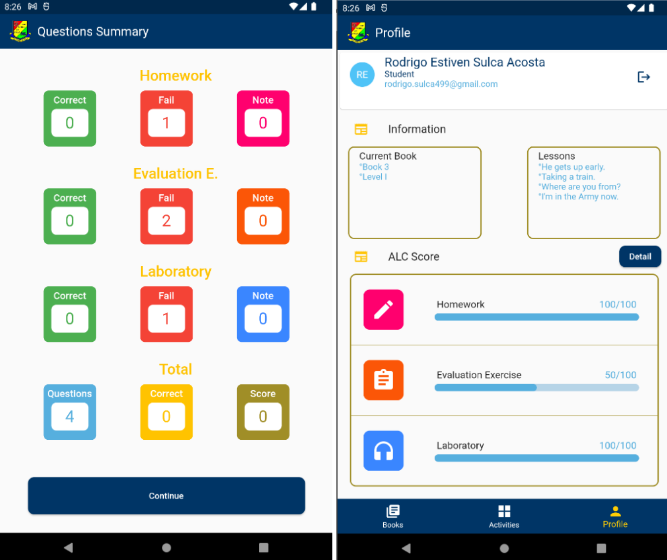 8:26
Questions Summary
Homework
Correct
Fail
Note
0
1
0
Evaluation E.
Correct
Fail
Note
0
2
0
Laboratory
Correct
Fail
Note
0
1
0
Total
Questions
Correct
Score
4
0
0
Continue
8:26
Profile
RE
Rodrigo Estiven Sulca Acosta
Student
rodrigo.sulca499@gmail.com
Information
Current Book
*Book 3
*Level I
Lessons
*He gets up early.
*Taking a train.
*Where are you from?
*I'm in the Army now.
ALC Score
Detail
Homework 100/100
Evaluation Exercise 50/100
Laboratory 100/100
Books
Activities
Profile